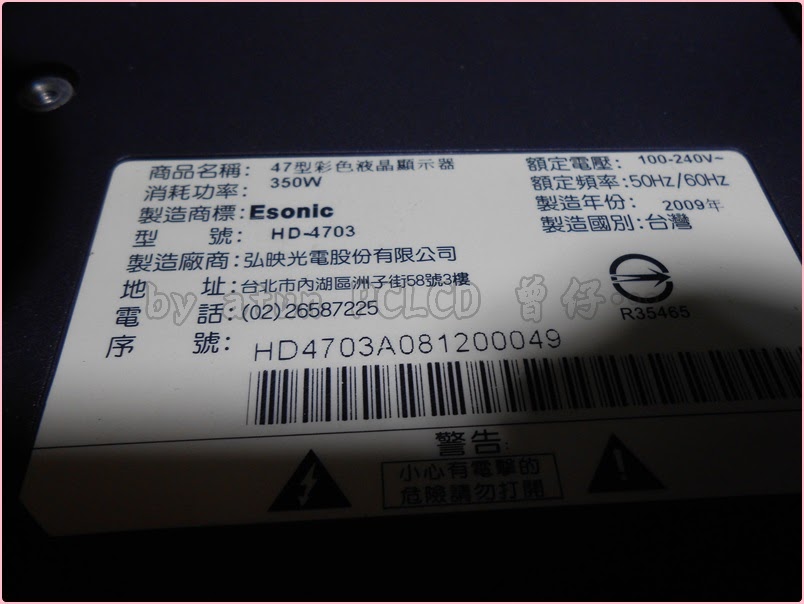 商品名稱: 47型彩色液晶顯示器
消耗功率: 350W
製造商標: Esonic
型 號: HD-4703
製造廠商: 弘映光電股份有限公司
地 址: 台北市內湖區洲子街58號3樓
電 話: (02)26587225
序 號: HD4703A081200049
額定電壓: 100-240V~
額定頻率:50Hz/60Hz
製造年份: 2009年
製造國別:台灣
R35465
警告:
小心有電擊的
危險請勿打開